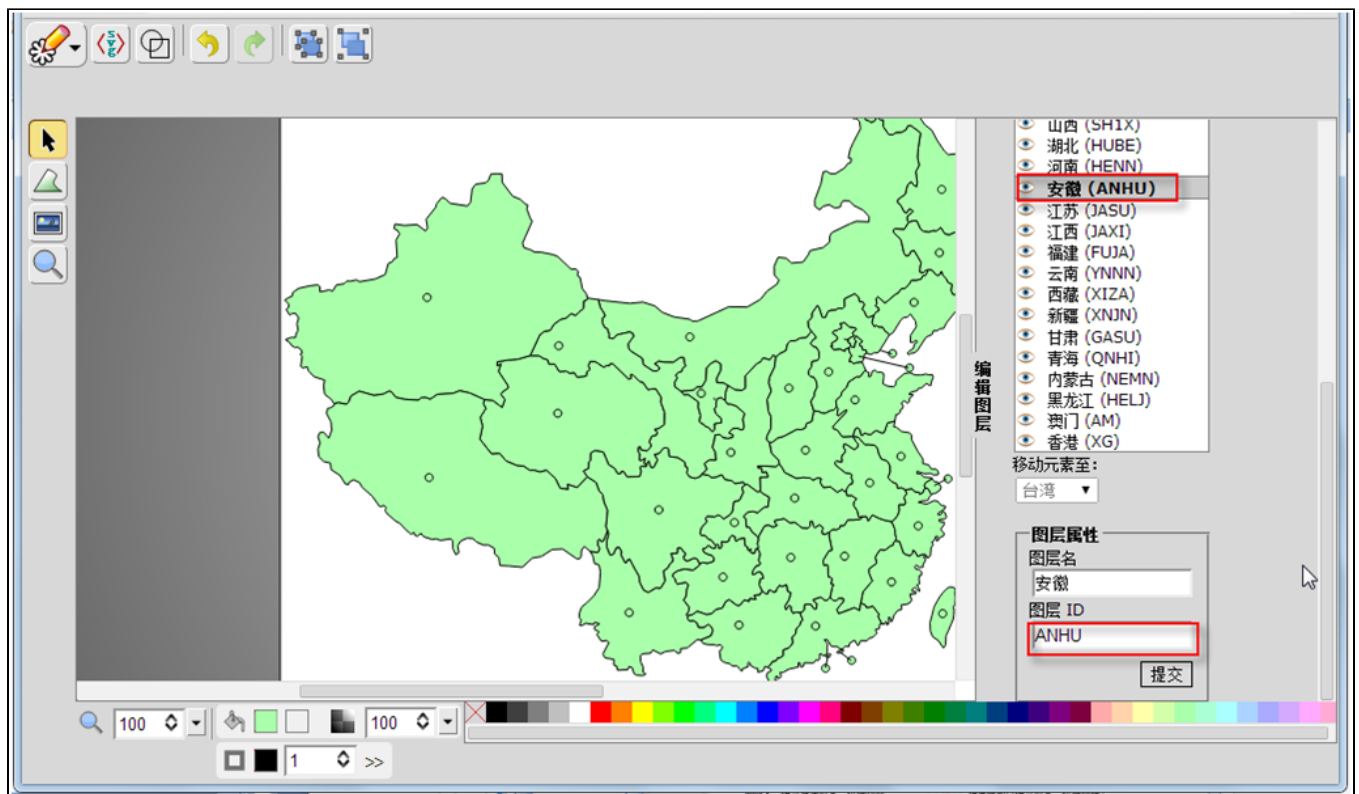 SVG
山西 (SH1X)
湖北 (HUBE)
河南 (HENN)
安徽 (ANHU)
江苏 (JASU)
江西 (JAXI)
福建 (FUJA)
云南 (YNNN)
西藏 (XIZA)
新疆 (XNJN)
甘肃 (GASU)
青海 (QNHI)
内蒙古 (NEMN)
黑龙江 (HELJ)
澳门 (AM)
香港 (XG)
编辑图层
移动元素至:
台湾
图层属性
图层名
安徽
图层 ID
ANHU
提交
100
100
1
>>